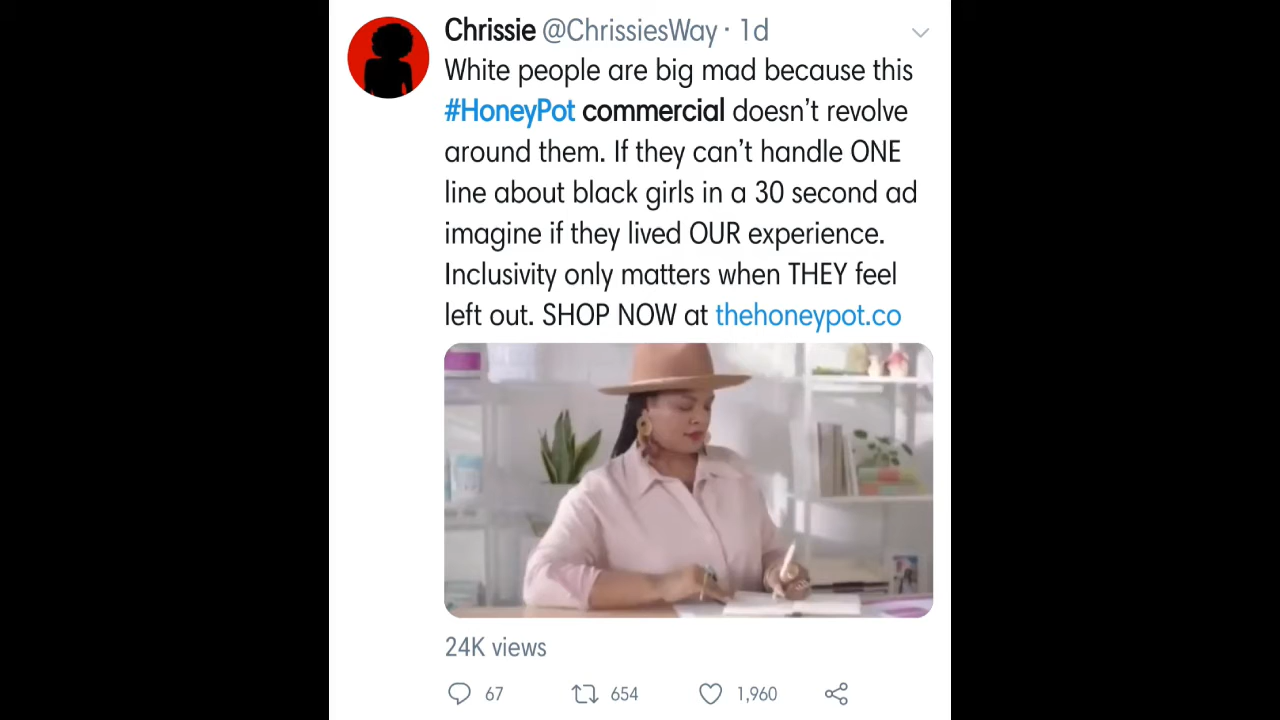 Chrissie @ChrissiesWay · 1d
White people are big mad because this
#HoneyPot commercial doesn't revolve
around them. If they can't handle ONE
line about black girls in a 30 second ad
imagine if they lived OUR experience.
Inclusivity only matters when THEY feel
left out. SHOP NOW at thehoneypot.co
24K views
67 654 1,960